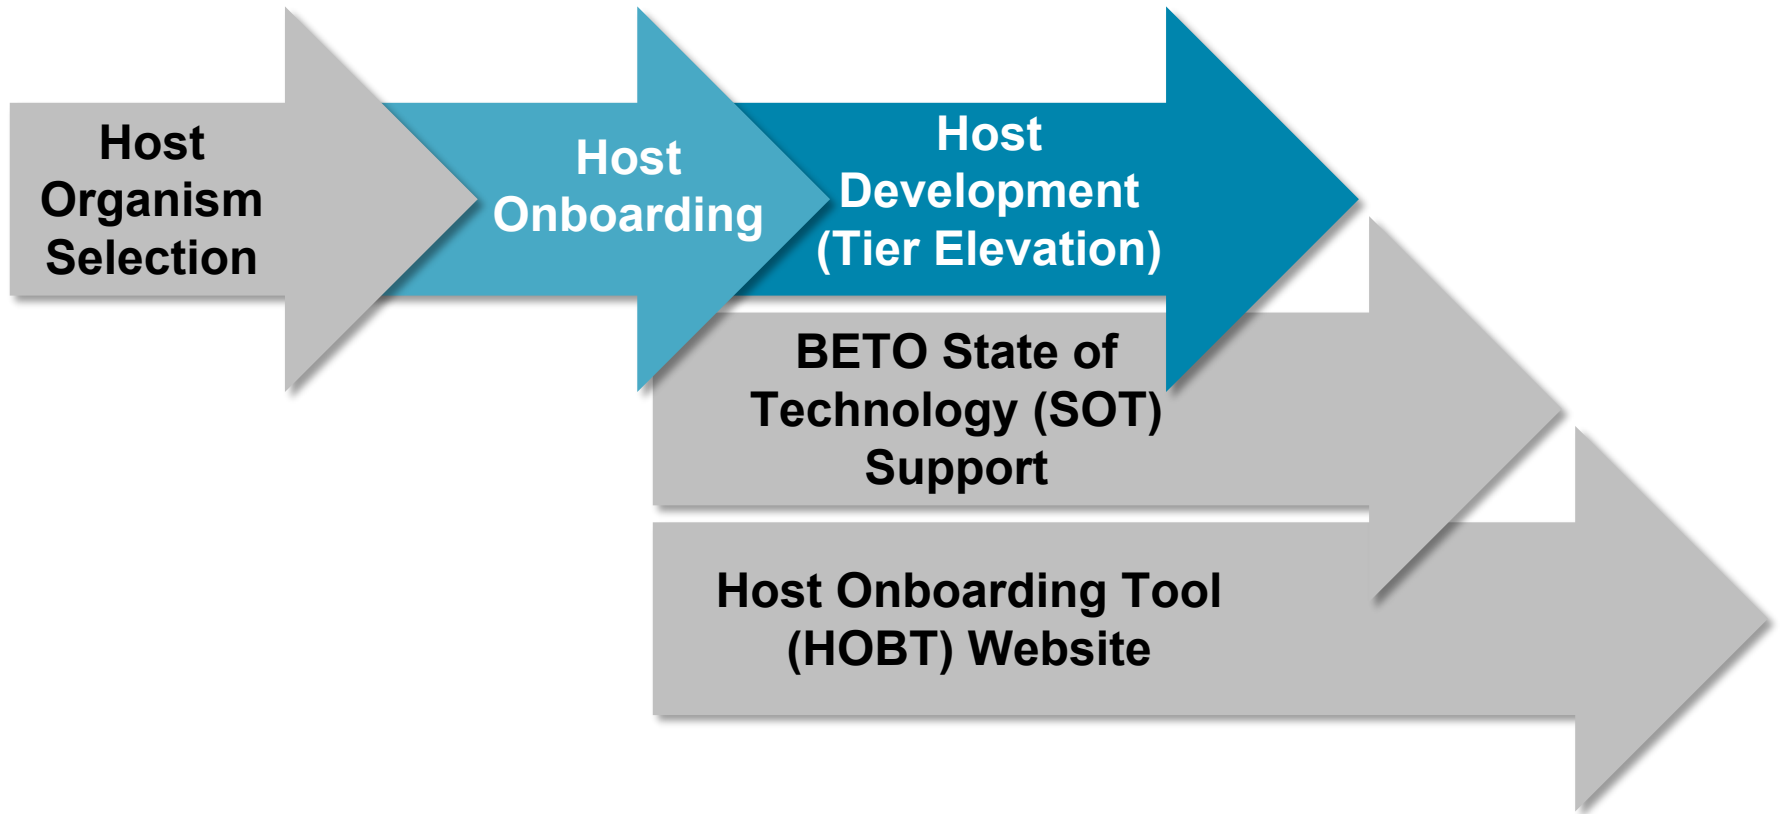 Host
Organism
Selection
Host
Onboarding
Host
Development
(Tier Elevation)
BETO State of
Technology (SOT)
Support
Host Onboarding Tool
(HOBT) Website